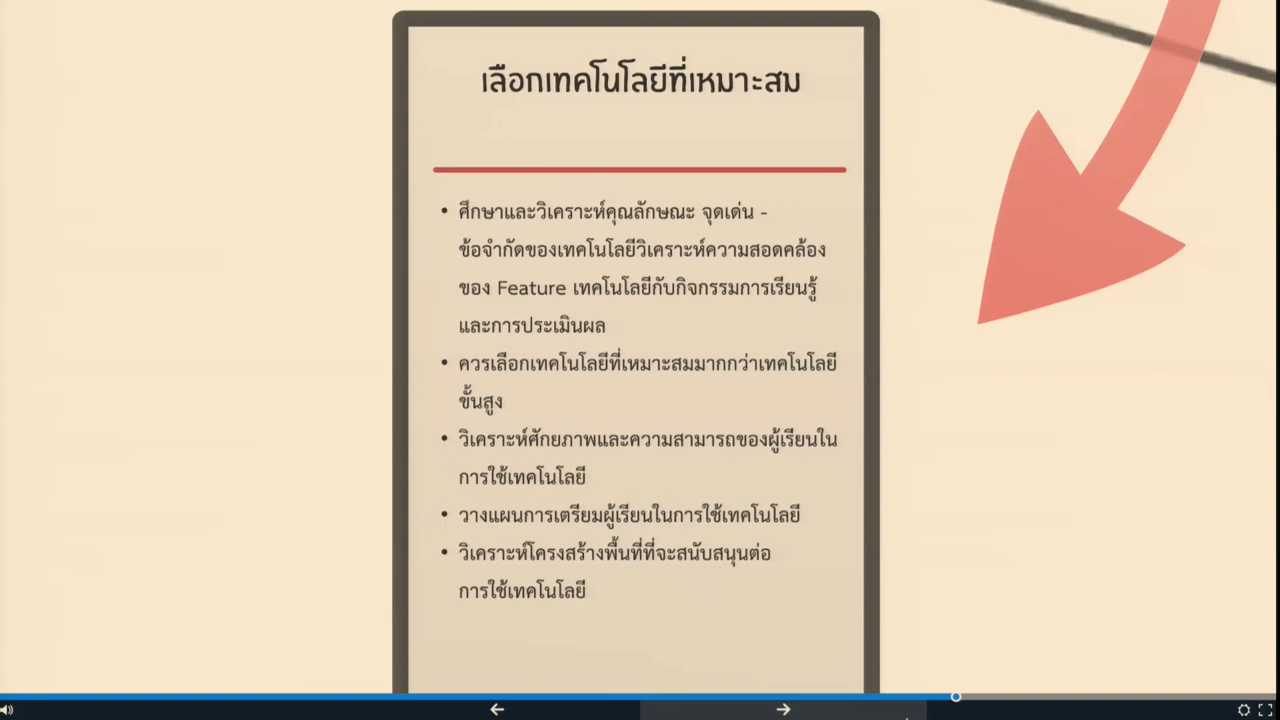 เลือกเทคโนโลยีที่เหมาะสม
• ศึกษาและวิเคราะห์คุณลักษณะ จุดเด่น -
ข้อจำกัดของเทคโนโลยีวิเคราะห์ความสอดคล้อง
ของ Feature เทคโนโลยีกับกิจกรรมการเรียนรู้
และการประเมินผล
• ควรเลือกเทคโนโลยีที่เหมาะสมมากกว่าเทคโนโลยี
ขั้นสูง
• วิเคราะห์ศักยภาพและความสามารถของผู้เรียนใน
การใช้เทคโนโลยี
• วางแผนการเตรียมผู้เรียนในการใช้เทคโนโลยี
• วิเคราะห์โครงสร้างพื้นที่ที่จะสนับสนุนต่อ
การใช้เทคโนโลยี